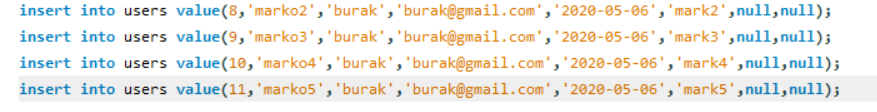 insert into users value(8,'marko2','burak','burak@gmail.com','2020-05-06','mark2',null,null);
insert into users value(9,'marko3','burak','burak@gmail.com','2020-05-06','mark3',null,null);
insert into users value(10,'marko4','burak','burak@gmail.com','2020-05-06','mark4',null,null);
insert into users value(11,'marko5','burak','burak@gmail.com','2020-05-06','mark5',null,null);